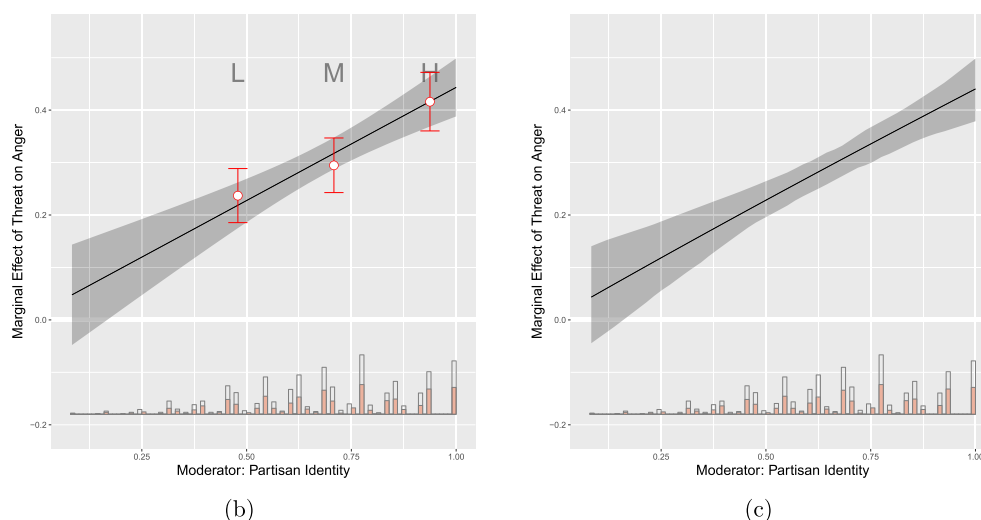 L M H
0.4
0.2
0.0
−0.2
Marginal Effect of Threat on Anger
0.25 0.50 0.75 1.00
Moderator: Partisan Identity
(b)
0.4
0.2
0.0
−0.2
Marginal Effect of Threat on Anger
0.25 0.50 0.75 1.00
Moderator: Partisan Identity
(c)